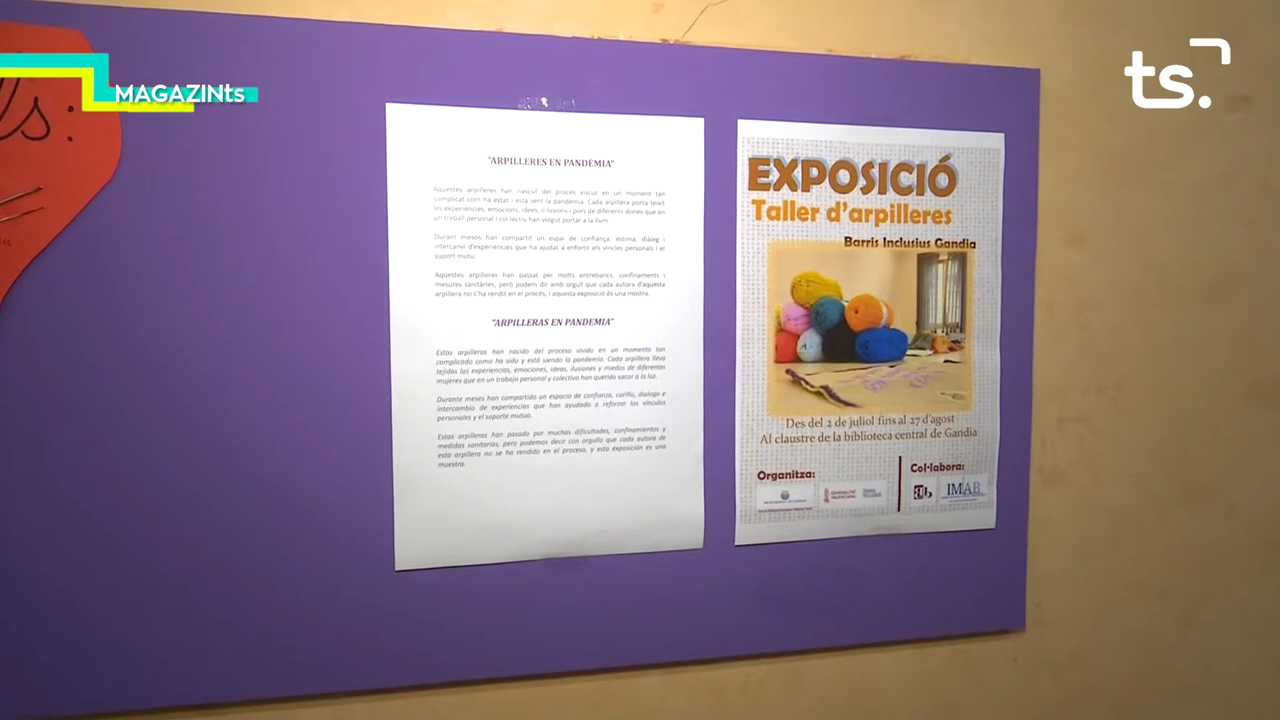 MAGAZINts
ts.
ls:
"ARPILLERES EN PANDÈMIA"
Aquestes arpilleres han nascut del procés viscut en un moment tan
complicat com ha estat i està sent la pandèmia. Cada arpillera porta teixit
les experiències, emocions, idees, il·lusions i pors de diferents dones que en
un treball personal i col·lectiu han volgut portar a la llum.
Durant mesos han compartit un espai de confiança, estima, diàleg i
intercanvi d'experiències que ha ajudat a enfortir els vincles personals i el
suport mutu.
Aquestes arpilleres han passat per molts entrebancs, confinaments i
mesures sanitàries, però podem dir amb orgull que cada autora d'aquesta
arpillera no s'ha rendit en el procés, i aquesta exposició és una mostra.
"ARPILLERAS EN PANDEMIA"
Estas arpilleras han nacido del proceso vivido en un momento tan
complicado como ha sido y está siendo la pandemia. Cada arpillera lleva
tejidas las experiencias, emociones, ideas, ilusiones y miedos de diferentes
mujeres que en un trabajo personal y colectivo han querido sacar a la luz.
Durante meses han compartido un espacio de confianza, cariño, dialogo e
intercambio de experiencias que han ayudado a reforzar los vínculos
personales y el soporte mutuo.
Estas arpilleras han pasado por muchas dificultades, confinamientos y
medidas sanitarias, pero podemos decir con orgullo que cada autora de
esta arpillera no se ha rendido en el proceso, y esta exposición es una
muestra.
EXPOSICIÓ
Taller d'arpilleres
Barris Inclusius Gandia
Des del 2 de juliol fins al 27 d'agost
Al claustre de la biblioteca central de Gandia
Organitza:
Col·labora:
GENERALITAT
VALENCIANA
IMAB